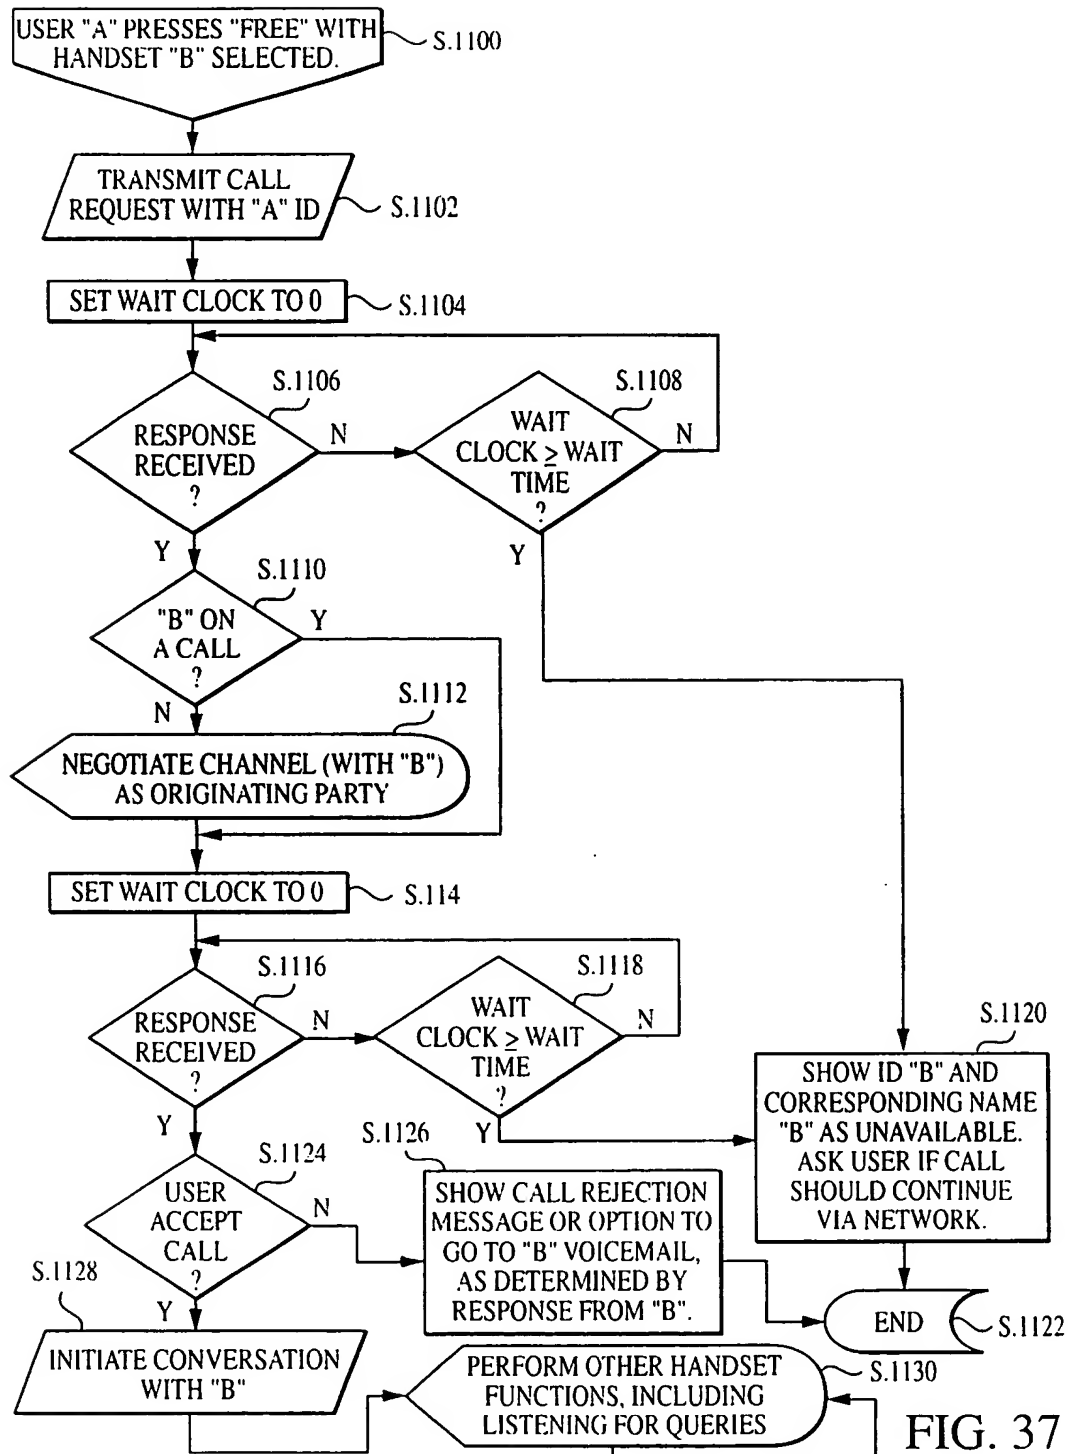 USER "A" PRESSES "FREE" WITH
HANDSET "B" SELECTED.
S.1100
TRANSMIT CALL
REQUEST WITH "A" ID
S.1102
SET WAIT CLOCK TO 0
S.1104
S.1106
RESPONSE
RECEIVED
?
N
Y
S.1108
WAIT
CLOCK ≥ WAIT
TIME
?
N
Y
S.1110
"B" ON
A CALL
?
Y
N
S.1112
NEGOTIATE CHANNEL (WITH "B")
AS ORIGINATING PARTY
SET WAIT CLOCK TO 0
S.114
S.1116
RESPONSE
RECEIVED
?
N
Y
S.1118
WAIT
CLOCK ≥ WAIT
TIME
?
N
Y
S.1120
SHOW ID "B" AND
CORRESPONDING NAME
"B" AS UNAVAILABLE.
ASK USER IF CALL
SHOULD CONTINUE
VIA NETWORK.
S.1124
USER
ACCEPT
CALL
?
N
Y
S.1126
SHOW CALL REJECTION
MESSAGE OR OPTION TO
GO TO "B" VOICEMAIL,
AS DETERMINED BY
RESPONSE FROM "B".
END
S.1122
S.1128
INITIATE CONVERSATION
WITH "B"
PERFORM OTHER HANDSET
FUNCTIONS, INCLUDING
LISTENING FOR QUERIES
S.1130
FIG. 37